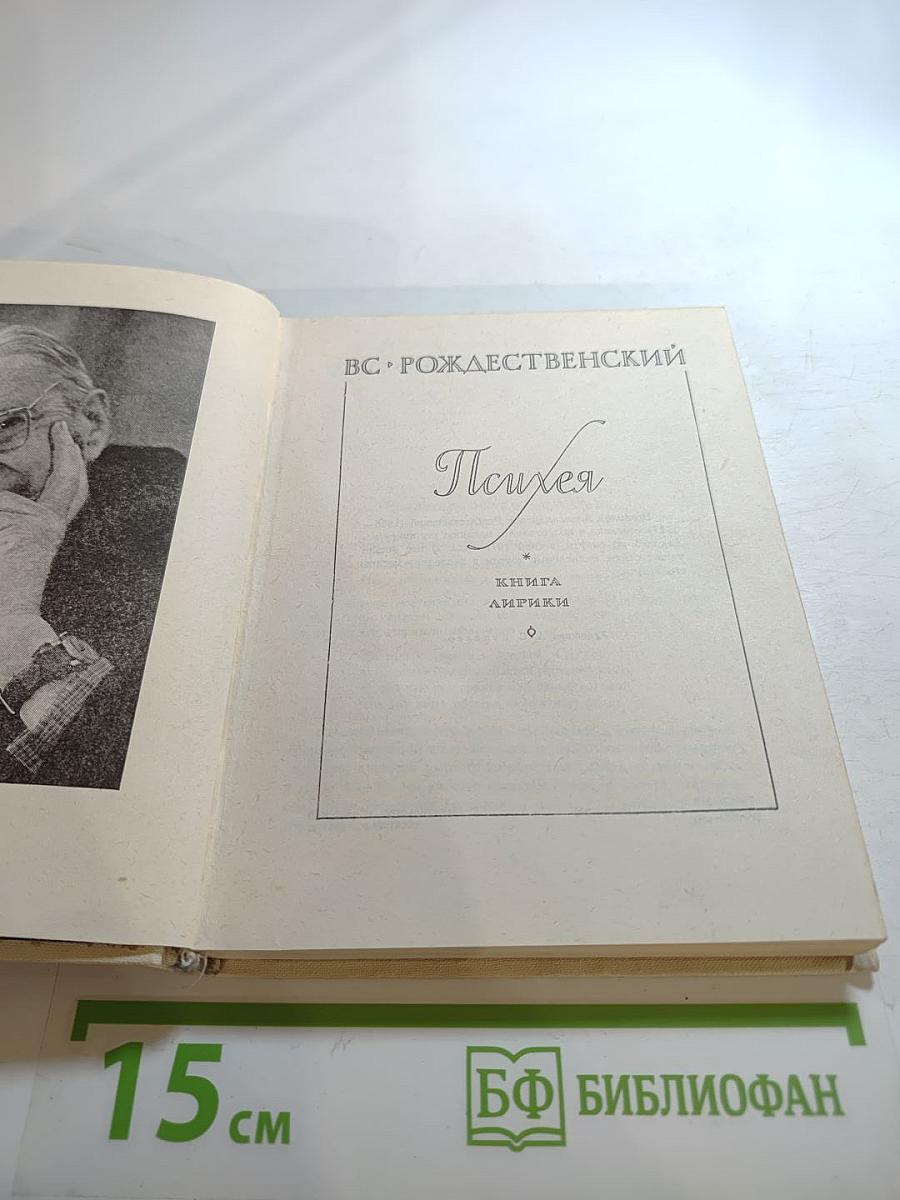 ВС · РОЖДЕСТВЕНСКИЙ
Психея
*
КНИГА
ЛИРИКИ
15 см
БФ БИБЛИОФАН